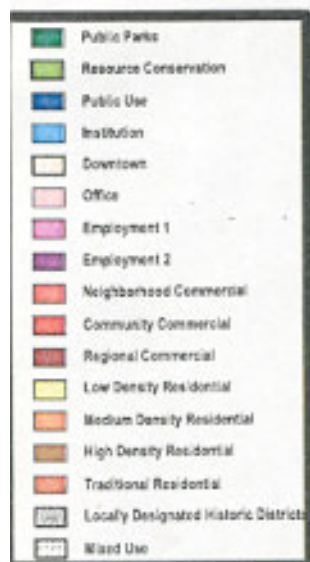 Public Parks
Resource Conservation
Public Use
Institution
Downtown
Office
Employment 1
Employment 2
Neighborhood Commercial
Community Commercial
Regional Commercial
Low Density Residential
Medium Density Residential
High Density Residential
Traditional Residential
Locally Designated Historic Districts
Mixed Use